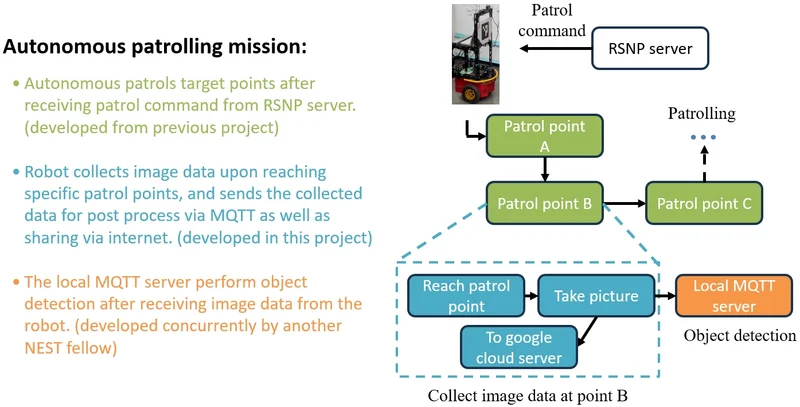 Autonomous patrolling mission:
• Autonomous patrols target points after
receiving patrol command from RSNP server.
(developed from previous project)
• Robot collects image data upon reaching
specific patrol points, and sends the collected
data for post process via MQTT as well as
sharing via internet. (developed in this project)
• The local MQTT server perform object
detection after receiving image data from the
robot. (developed concurrently by another
NEST fellow)
Patrol
command
RSNP server
Patrol point
A
Patrolling
Patrol point B
Patrol point C
Reach patrol
point
Take picture
Local MQTT
server
To google
cloud server
Object detection
Collect image data at point B